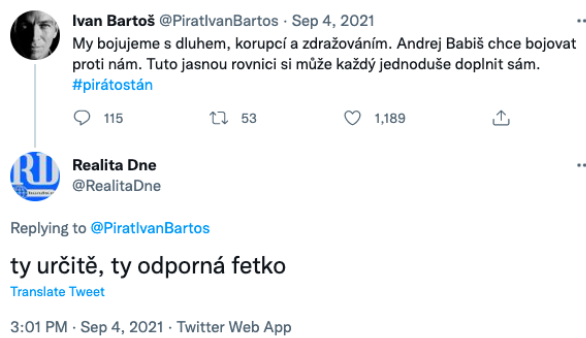 Ivan Bartoš @PiratIvanBartos · Sep 4, 2021
My bojujeme s dluhem, korupcí a zdražováním. Andrej Babiš chce bojovat
proti nám. Tuto jasnou rovnici si může každý jednoduše doplnit sám.
#pirátostán
115 53 1,189
RD
Realita Dne
@RealitaDne
Replying to @PiratIvanBartos
ty určitě, ty odporná fetko
Translate Tweet
3:01 PM · Sep 4, 2021 · Twitter Web App